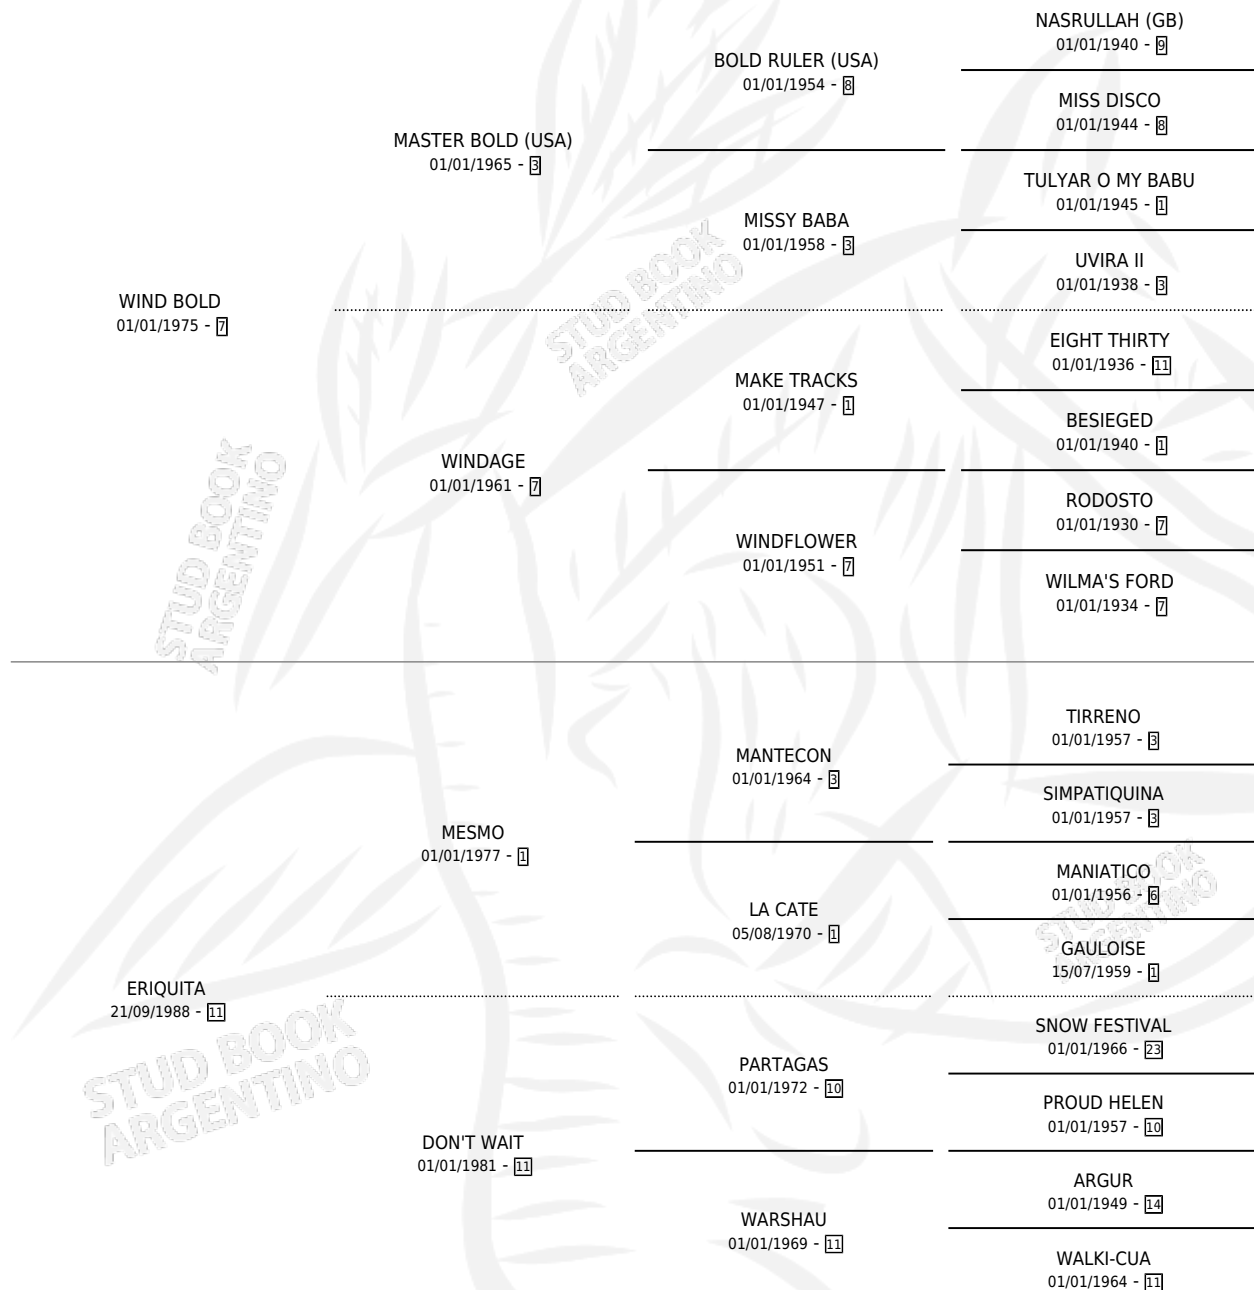 NASRULLAH (GB)
01/01/1940 - 9
BOLD RULER (USA)
01/01/1954 - 8
MISS DISCO
01/01/1944 - 8
MASTER BOLD (USA)
01/01/1965 - 3
TULYAR O MY BABU
01/01/1945 - 1
MISSY BABA
01/01/1958 - 3
UVIRA II
01/01/1938 - 3
WIND BOLD
01/01/1975 - 7
EIGHT THIRTY
01/01/1936 - 11
MAKE TRACKS
01/01/1947 - 1
BESIEGED
01/01/1940 - 1
WINDAGE
01/01/1961 - 7
RODOSTO
01/01/1930 - 7
WINDFLOWER
01/01/1951 - 7
WILMA'S FORD
01/01/1934 - 7
TIRRENO
01/01/1957 - 3
MANTECON
01/01/1964 - 3
SIMPATIQUINA
01/01/1957 - 3
MESMO
01/01/1977 - 1
MANIATICO
01/01/1956 - 6
LA CATE
05/08/1970 - 1
GAULOISE
15/07/1959 - 1
ERIQUITA
21/09/1988 - 11
SNOW FESTIVAL
01/01/1966 - 23
PARTAGAS
01/01/1972 - 10
PROUD HELEN
01/01/1957 - 10
DON'T WAIT
01/01/1981 - 11
ARGUR
01/01/1949 - 14
WARSHAU
01/01/1969 - 11
WALKI-CUA
01/01/1964 - 11
STUD BOOK
ARGENTINO
STUD BOOK
ARGENTINO
STUD BOOK
ARGENTINO
STUD BOOK
ARGENTINO